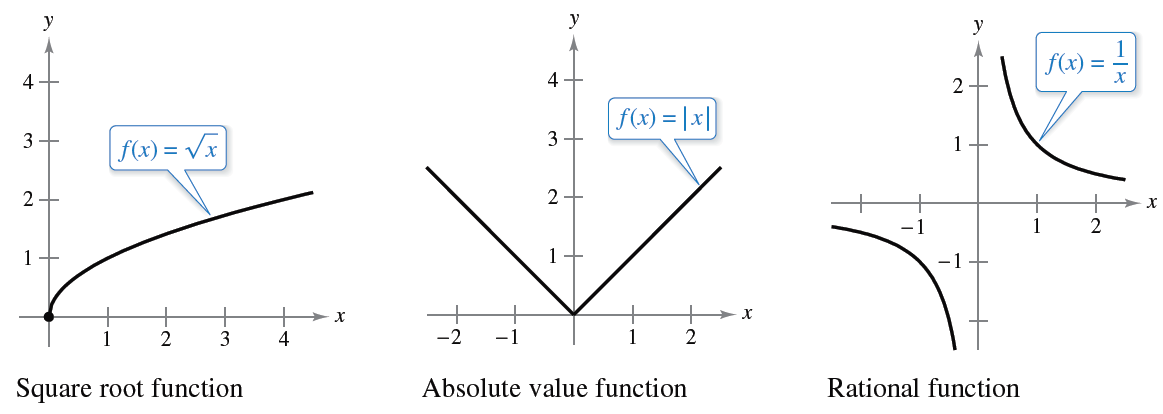 y
4
3
2
1
f(x) = √x
1 2 3 4
x
Square root function
y
4
3
2
1
f(x) = |x|
−2 −1 1 2
x
Absolute value function
y
2
1
−1
f(x) = 1/x
−1 1 2
x
Rational function